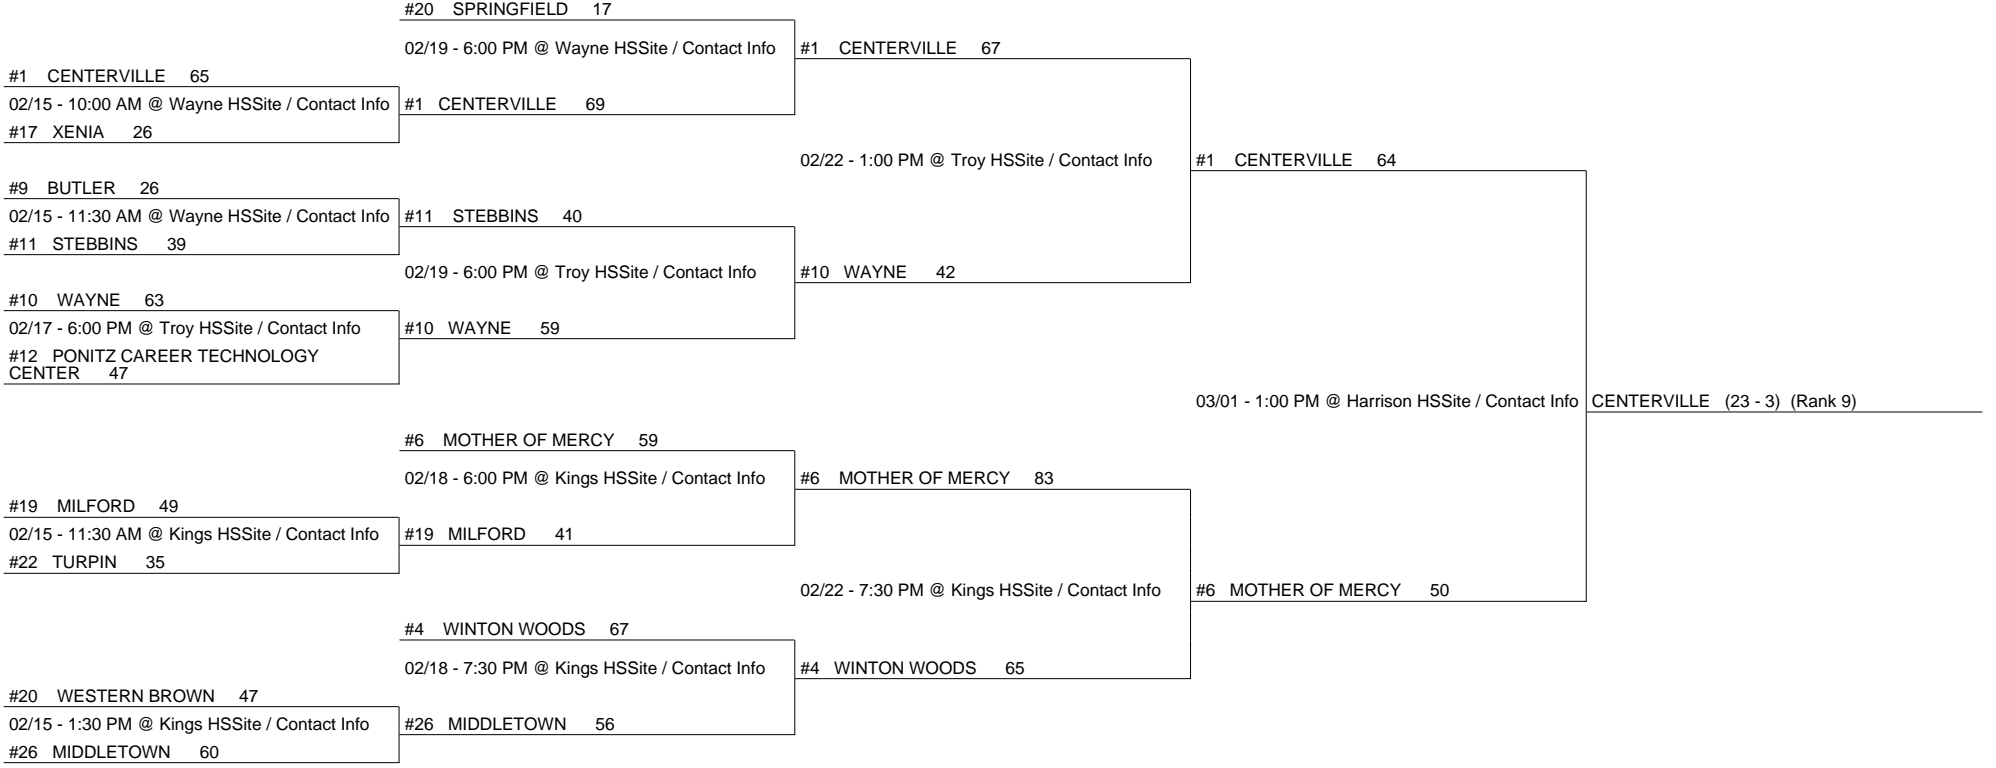 #20 SPRINGFIELD 17
02/19 - 6:00 PM @ Wayne HSSite / Contact Info
#1 CENTERVILLE 67
#1 CENTERVILLE 65
02/15 - 10:00 AM @ Wayne HSSite / Contact Info
#1 CENTERVILLE 69
#17 XENIA 26
02/22 - 1:00 PM @ Troy HSSite / Contact Info
#1 CENTERVILLE 64
#9 BUTLER 26
02/15 - 11:30 AM @ Wayne HSSite / Contact Info
#11 STEBBINS 40
#11 STEBBINS 39
02/19 - 6:00 PM @ Troy HSSite / Contact Info
#10 WAYNE 42
#10 WAYNE 63
02/17 - 6:00 PM @ Troy HSSite / Contact Info
#10 WAYNE 59
#12 PONITZ CAREER TECHNOLOGY
CENTER 47
03/01 - 1:00 PM @ Harrison HSSite / Contact Info
CENTERVILLE (23 - 3) (Rank 9)
#6 MOTHER OF MERCY 59
02/18 - 6:00 PM @ Kings HSSite / Contact Info
#6 MOTHER OF MERCY 83
#19 MILFORD 49
02/15 - 11:30 AM @ Kings HSSite / Contact Info
#19 MILFORD 41
#22 TURPIN 35
02/22 - 7:30 PM @ Kings HSSite / Contact Info
#6 MOTHER OF MERCY 50
#4 WINTON WOODS 67
02/18 - 7:30 PM @ Kings HSSite / Contact Info
#4 WINTON WOODS 65
#20 WESTERN BROWN 47
02/15 - 1:30 PM @ Kings HSSite / Contact Info
#26 MIDDLETOWN 56
#26 MIDDLETOWN 60